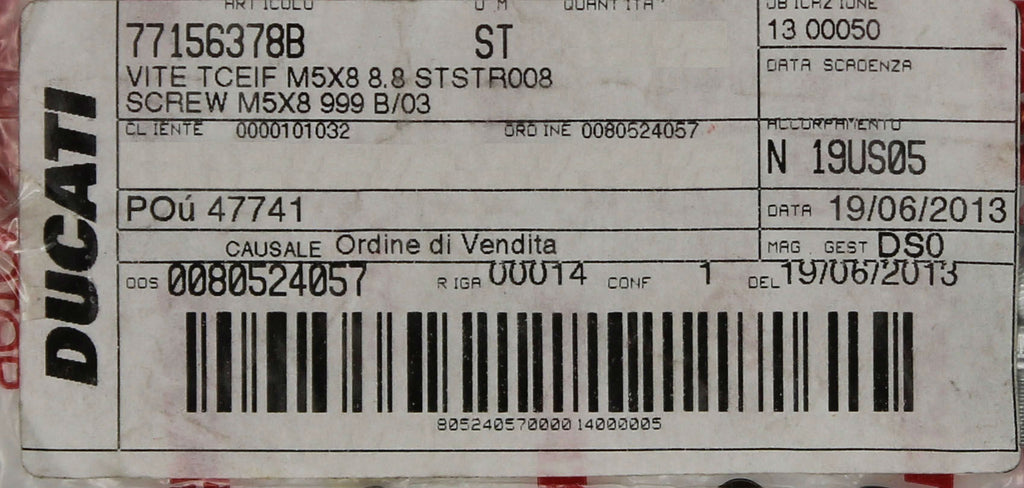 DUCATI
ARTICOLO U M QUANTITA'
77156378B ST
VITE TCEIF M5X8 8.8 STSTR008
SCREW M5X8 999 B/03
UBICAZIONE
13 00050
DATA SCADENZA
CLIENTE 0000101032 ORDINE 0080524057
ACCORPAMENTO
N 19US05
POú 47741
DATA 19/06/2013
CAUSALE Ordine di Vendita
MAG GEST DS0
ODS 0080524057 RIGA 00014 CONF 1 DEL 19/06/2013
80524057000014000005